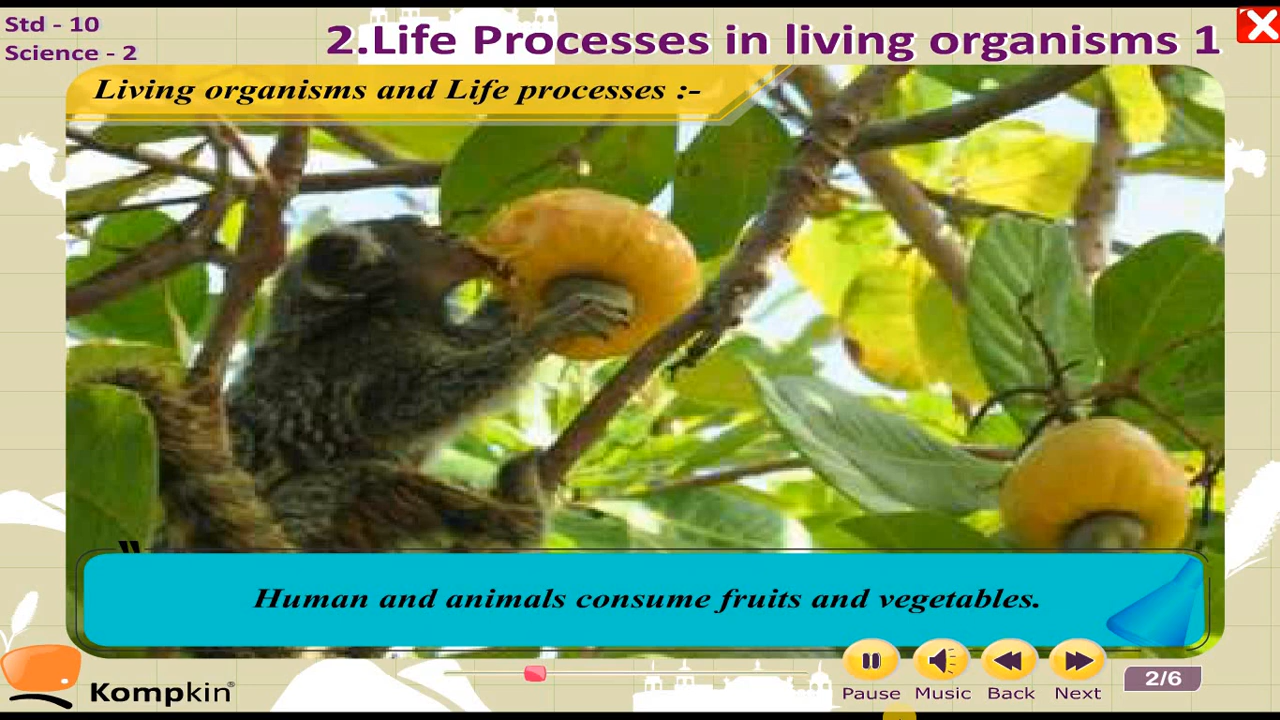 Std - 10
Science - 2
2.Life Processes in living organisms 1
Living organisms and Life processes :-
Human and animals consume fruits and vegetables.
Kompkin®
Pause Music Back Next
2/6